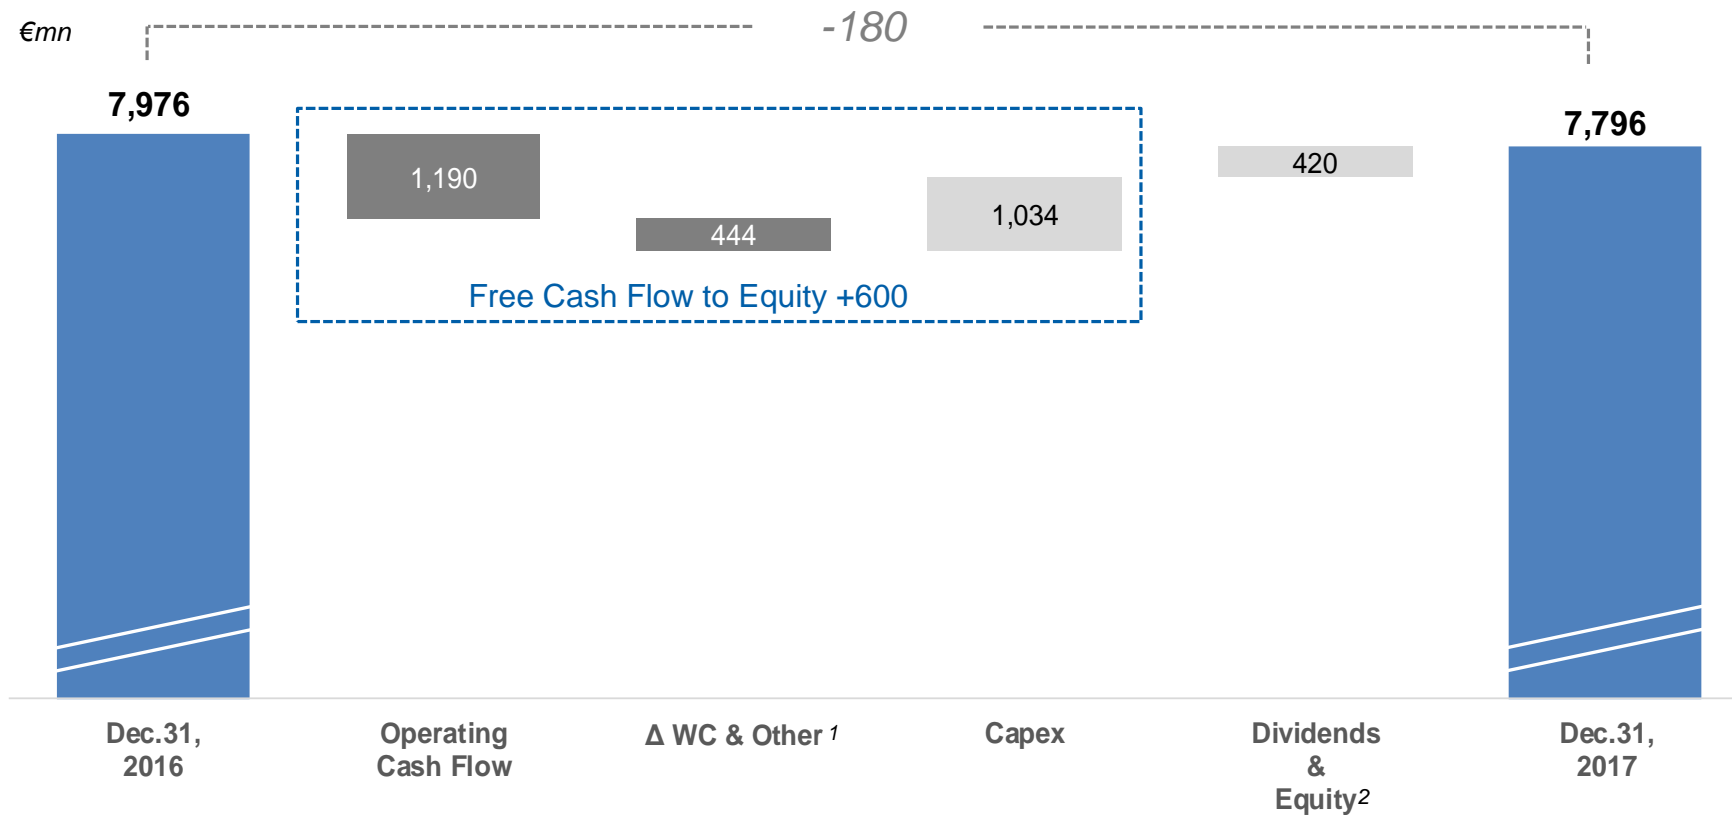 €mn
-180
7,976
7,796
1,190
444
1,034
420
Free Cash Flow to Equity +600
Dec.31,
2016
Operating
Cash Flow
Δ WC & Other 1
Capex
Dividends
&
Equity2
Dec.31,
2017